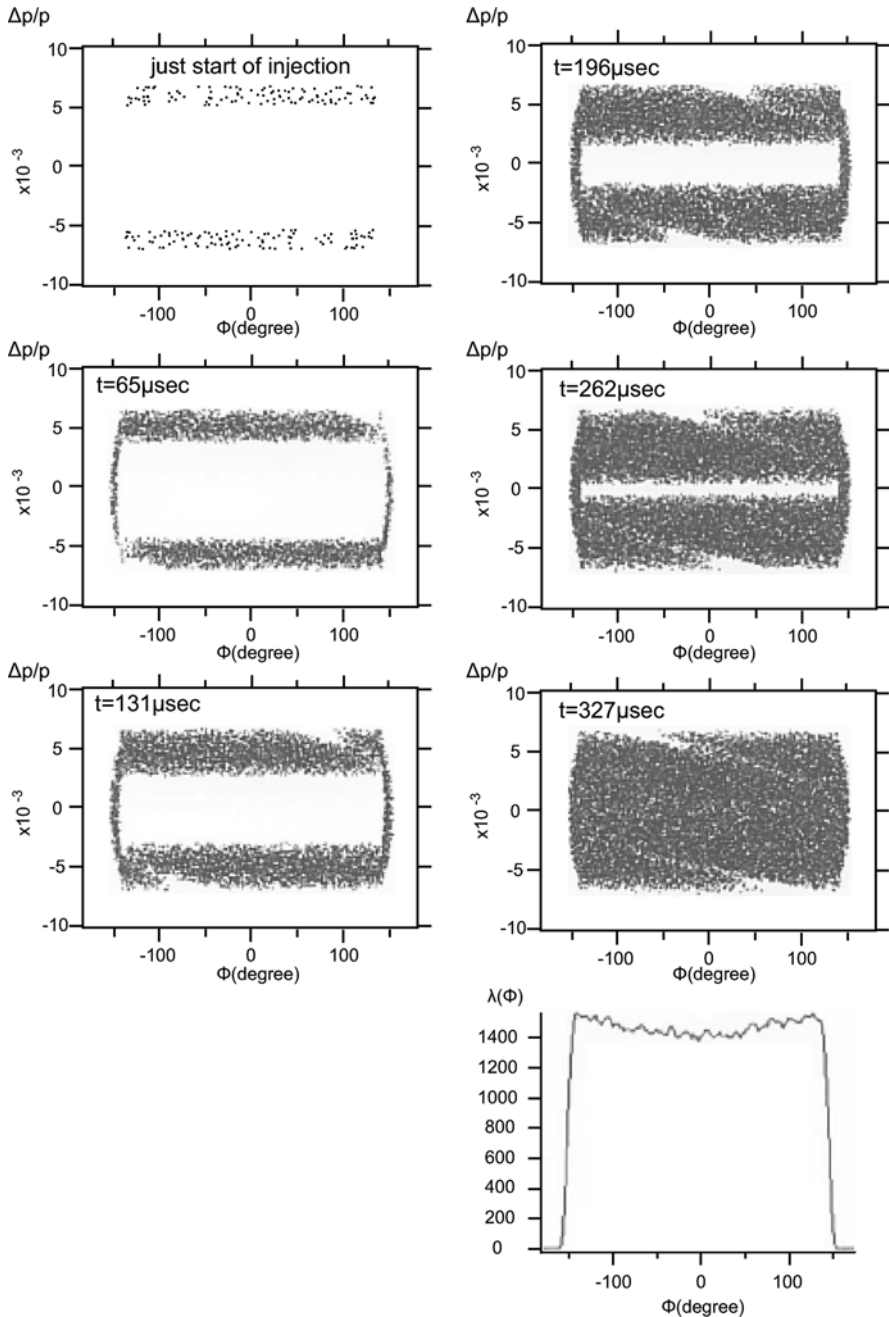 Δp/p
just start of injection
10
5
0
-5
-10
x10⁻³
-100 0 100
Φ(degree)
Δp/p
t=65μsec
10
5
0
-5
-10
x10⁻³
-100 0 100
Φ(degree)
Δp/p
t=131μsec
10
5
0
-5
-10
x10⁻³
-100 0 100
Φ(degree)
Δp/p
t=196μsec
10
5
0
-5
-10
x10⁻³
-100 0 100
Φ(degree)
Δp/p
t=262μsec
10
5
0
-5
-10
x10⁻³
-100 0 100
Φ(degree)
Δp/p
t=327μsec
10
5
0
-5
-10
x10⁻³
-100 0 100
Φ(degree)
λ(Φ)
1400
1200
1000
800
600
400
200
0
-100 0 100
Φ(degree)